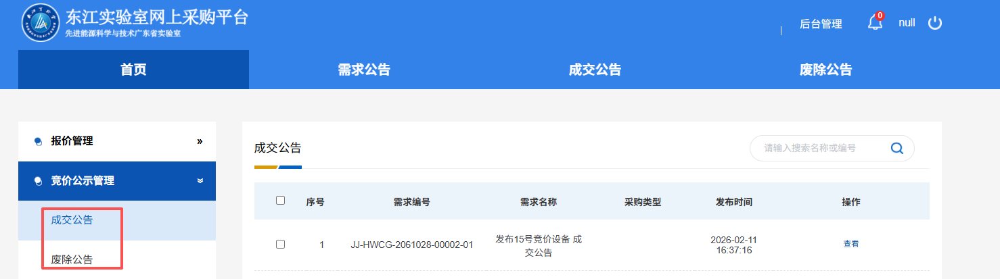 东江实验室网上采购平台
先进能源科学与技术广东省实验室
后台管理
0
null
首页
需求公告
成交公告
废除公告
报价管理
»
竞价公示管理
成交公告
废除公告
成交公告
请输入搜索名称或编号
序号
需求编号
需求名称
采购类型
发布时间
操作
1
JJ-HWCG-2061028-00002-01
发布15号竞价设备 成
交公告
2026-02-11
16:37:16
查看